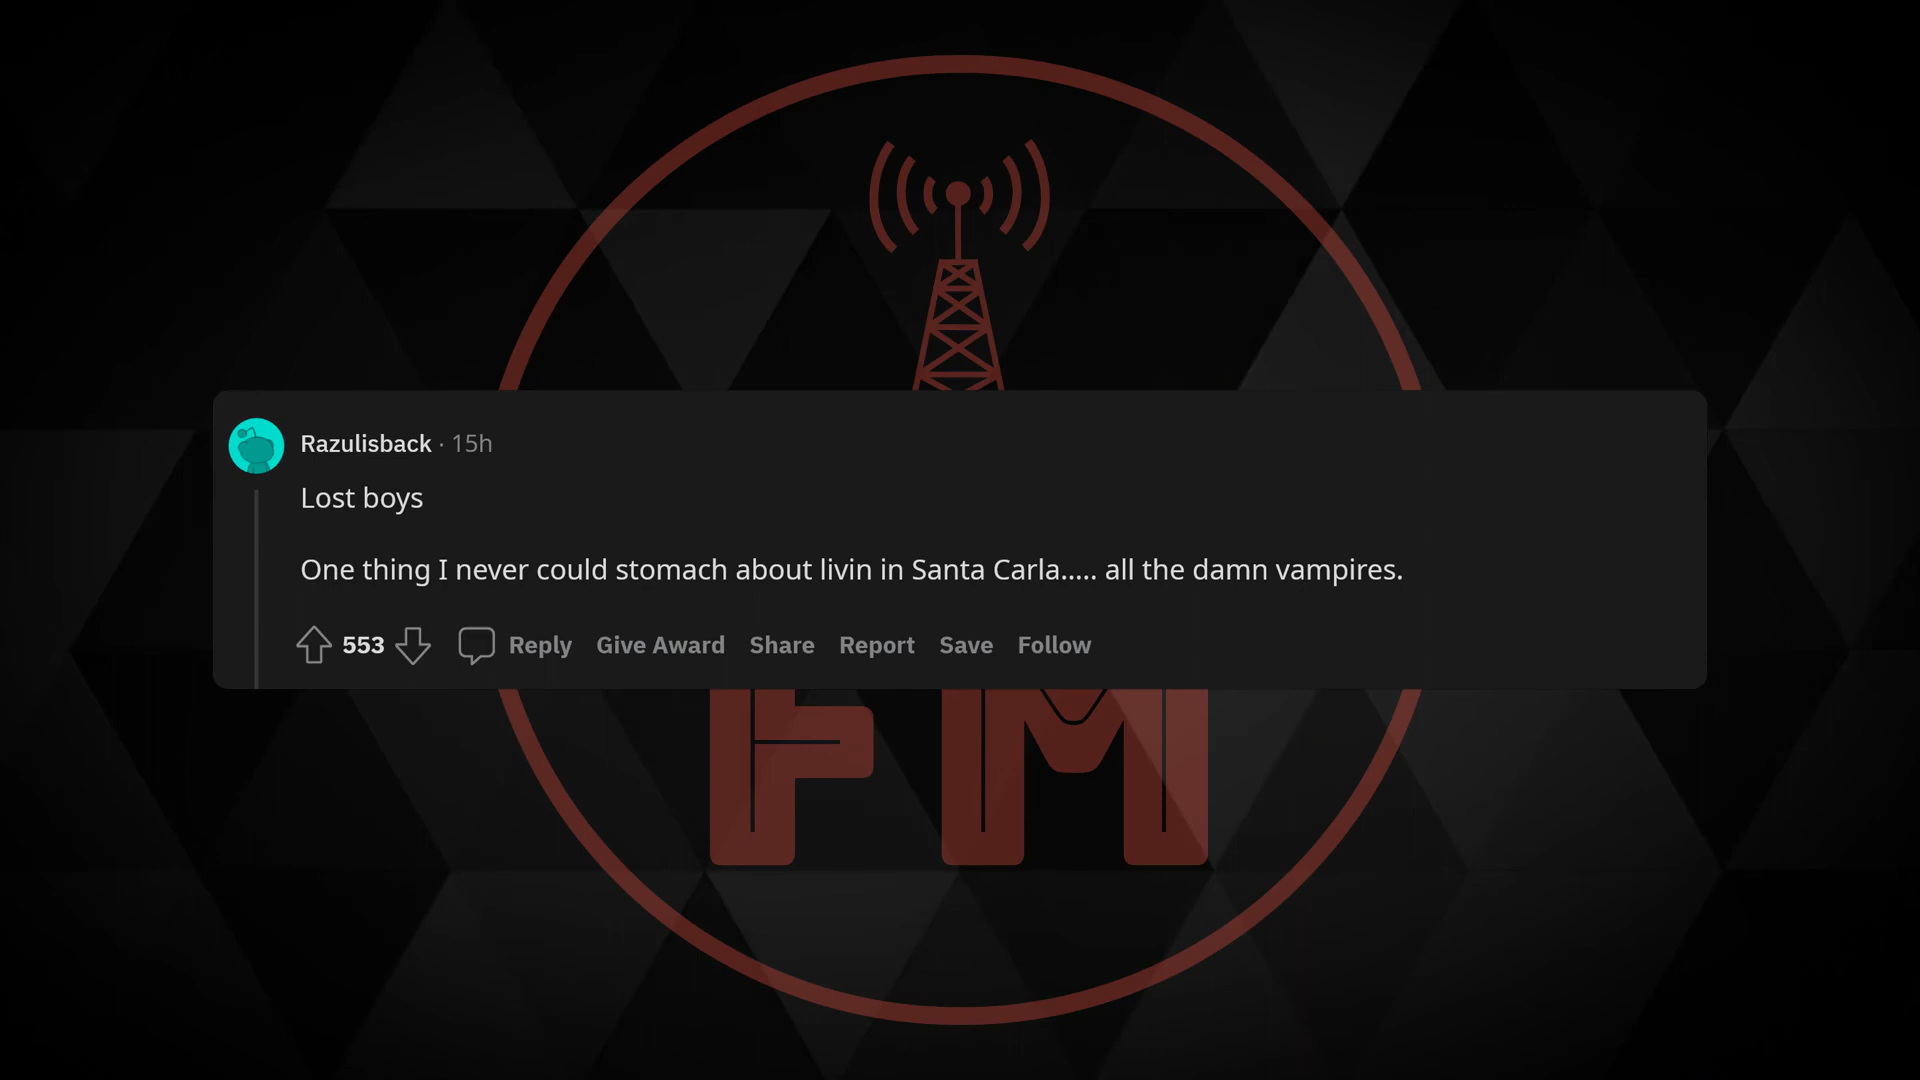 Razulisback · 15h
Lost boys
One thing I never could stomach about livin in Santa Carla..... all the damn vampires.
553 Reply Give Award Share Report Save Follow
FM